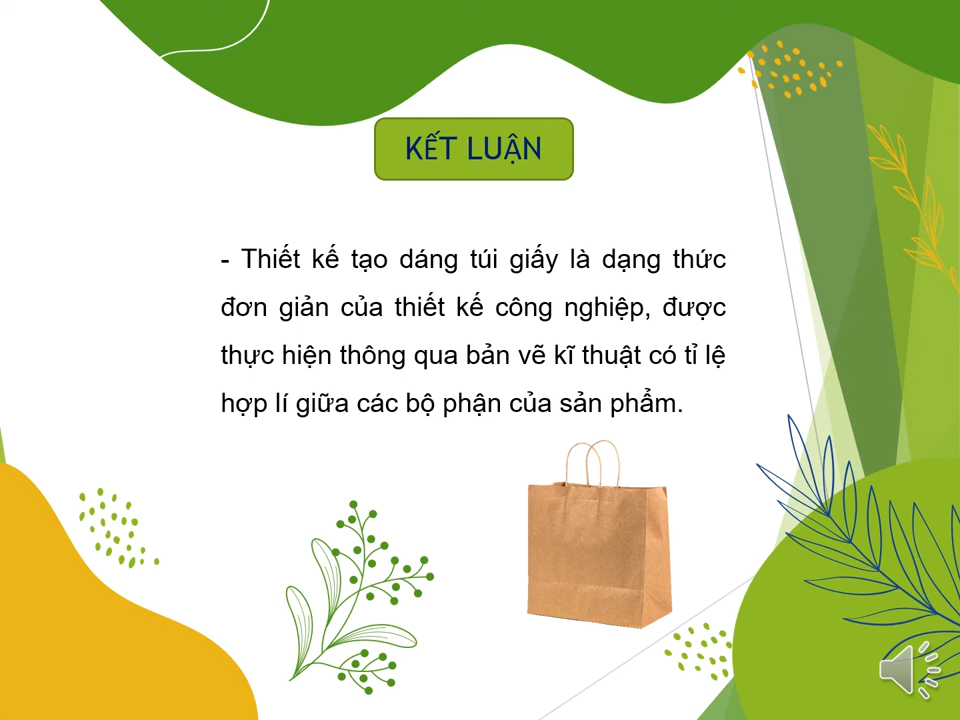 KẾT LUẬN
- Thiết kế tạo dáng túi giấy là dạng thức
đơn giản của thiết kế công nghiệp, được
thực hiện thông qua bản vẽ kĩ thuật có tỉ lệ
hợp lí giữa các bộ phận của sản phẩm.